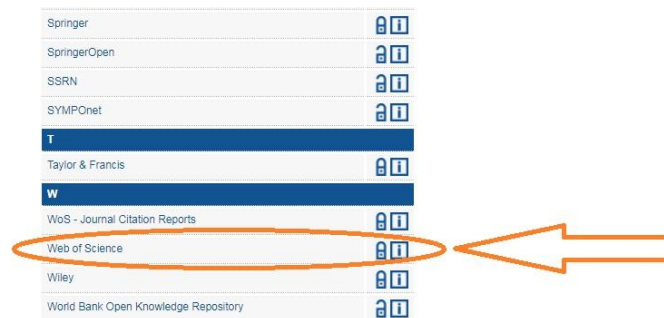 Springer
SpringerOpen
SSRN
SYMPOnet
T
Taylor & Francis
W
WoS - Journal Citation Reports
Web of Science
Wiley
World Bank Open Knowledge Repository